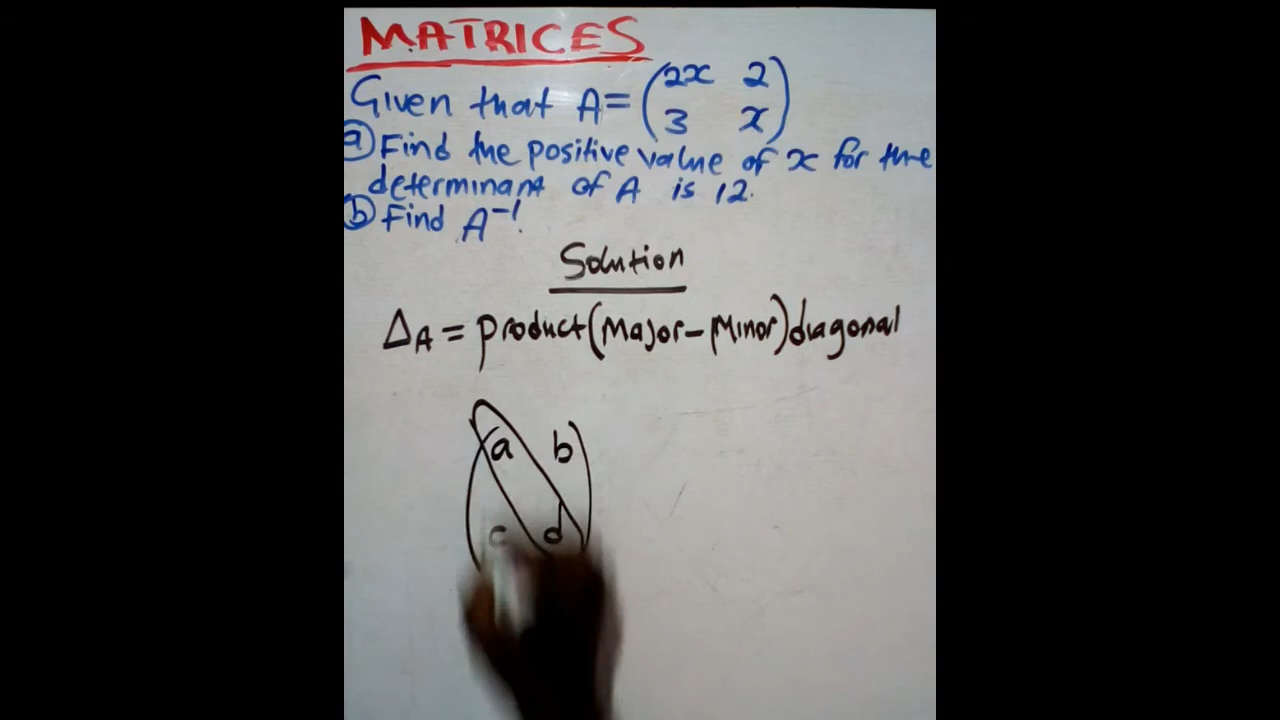 MATRICES
Given that A = (2x 2
3 x)
(a) Find the positive value of x for the
determinant of A is 12.
(b) Find A⁻¹.
Solution
ΔA = product (Major - Minor) diagonal
(a b
c d)